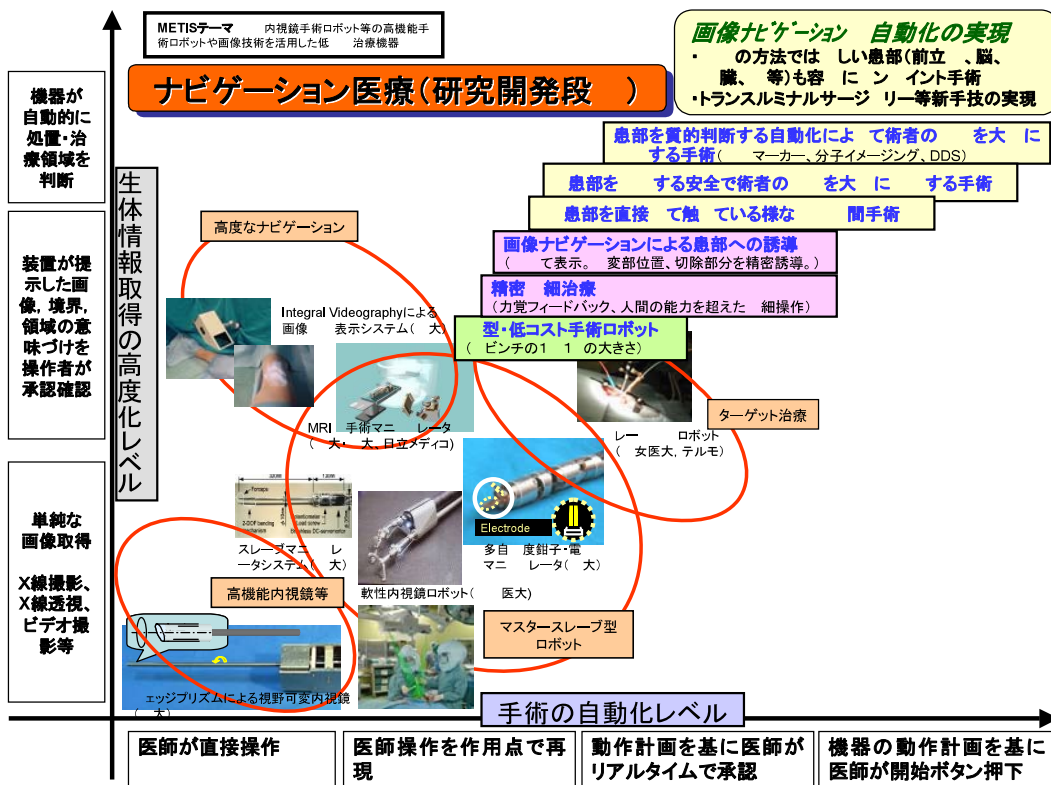 METISテーマ　内視鏡手術ロボット等の高機能手
術ロボットや画像技術を活用した低　治療機器
ナビゲーション医療(研究開発段　)
画像ナビゲーション　自動化の実現
・　の方法では　しい患部(前立　、脳、
臓、　等)も容　に　ン　イント手術
・トランスルミナルサージ　リー等新手技の実現
機器が
自動的に
処置・治
療領域を
判断
装置が提
示した画
像，境界，
領域の意
味づけを
操作者が
承認確認
単純な
画像取得
X線撮影、
X線透視、
ビデオ撮
影等
生体情報取得の高度化レベル
患部を質的判断する自動化によ　て術者の　を大　に
する手術(　マーカー、分子イメージング、DDS)
患部を　する安全で術者の　を大　に　する手術
患部を直接　て触　ている様な　間手術
画像ナビゲーションによる患部への誘導
(　て表示。　変部位置、切除部分を精密誘導。)
精密　細治療
(力覚フィードバック、人間の能力を超えた　細操作)
型・低コスト手術ロボット
(　ビンチの1　1　の大きさ)
高度なナビゲーション
Integral Videographyによる
画像　表示システム(　大)
MRI　手術マニ　レータ
(　大・　大、日立メディコ)
ターゲット治療
レー　ロボット
(　女医大，テルモ)
Forceps
2-DOF bending
mechanism
Electrode
多自　度鉗子・電
マニ　レータ(　大)
スレーブマニ　レ
ータシステム(　大)
軟性内視鏡ロボット(　医大)
高機能内視鏡等
マスタースレーブ型
ロボット
ェッジプリズムによる視野可変内視鏡
(　大)
手術の自動化レベル
医師が直接操作
医師操作を作用点で再
現
動作計画を基に医師が
リアルタイムで承認
機器の動作計画を基に
医師が開始ボタン押下